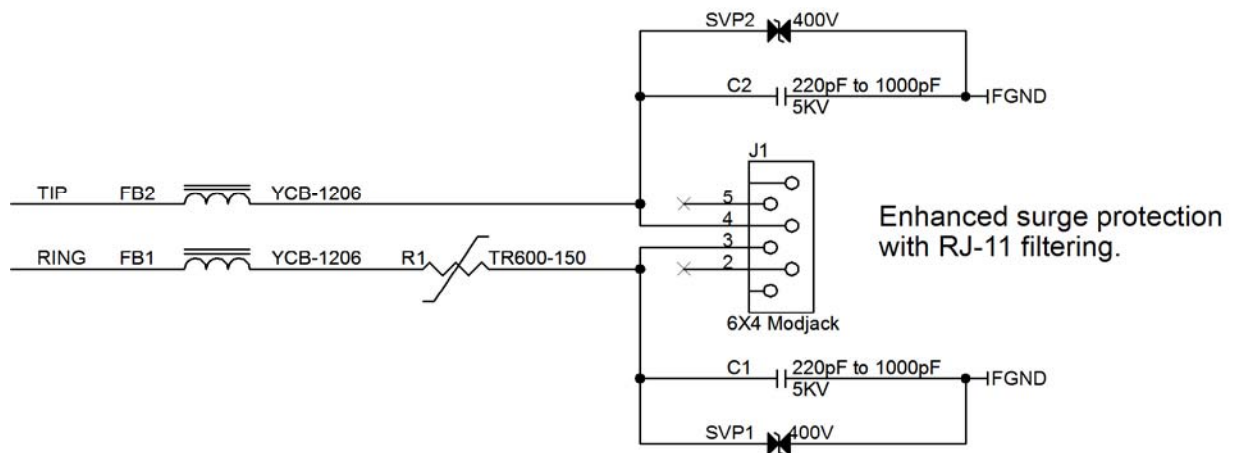 SVP2 400V
C2 220pF to 1000pF
5KV
FGND
J1
TIP FB2 YCB-1206
5
4
Enhanced surge protection
with RJ-11 filtering.
3
RING FB1 YCB-1206 R1 TR600-150
2
6X4 Modjack
C1 220pF to 1000pF
5KV
FGND
SVP1 400V